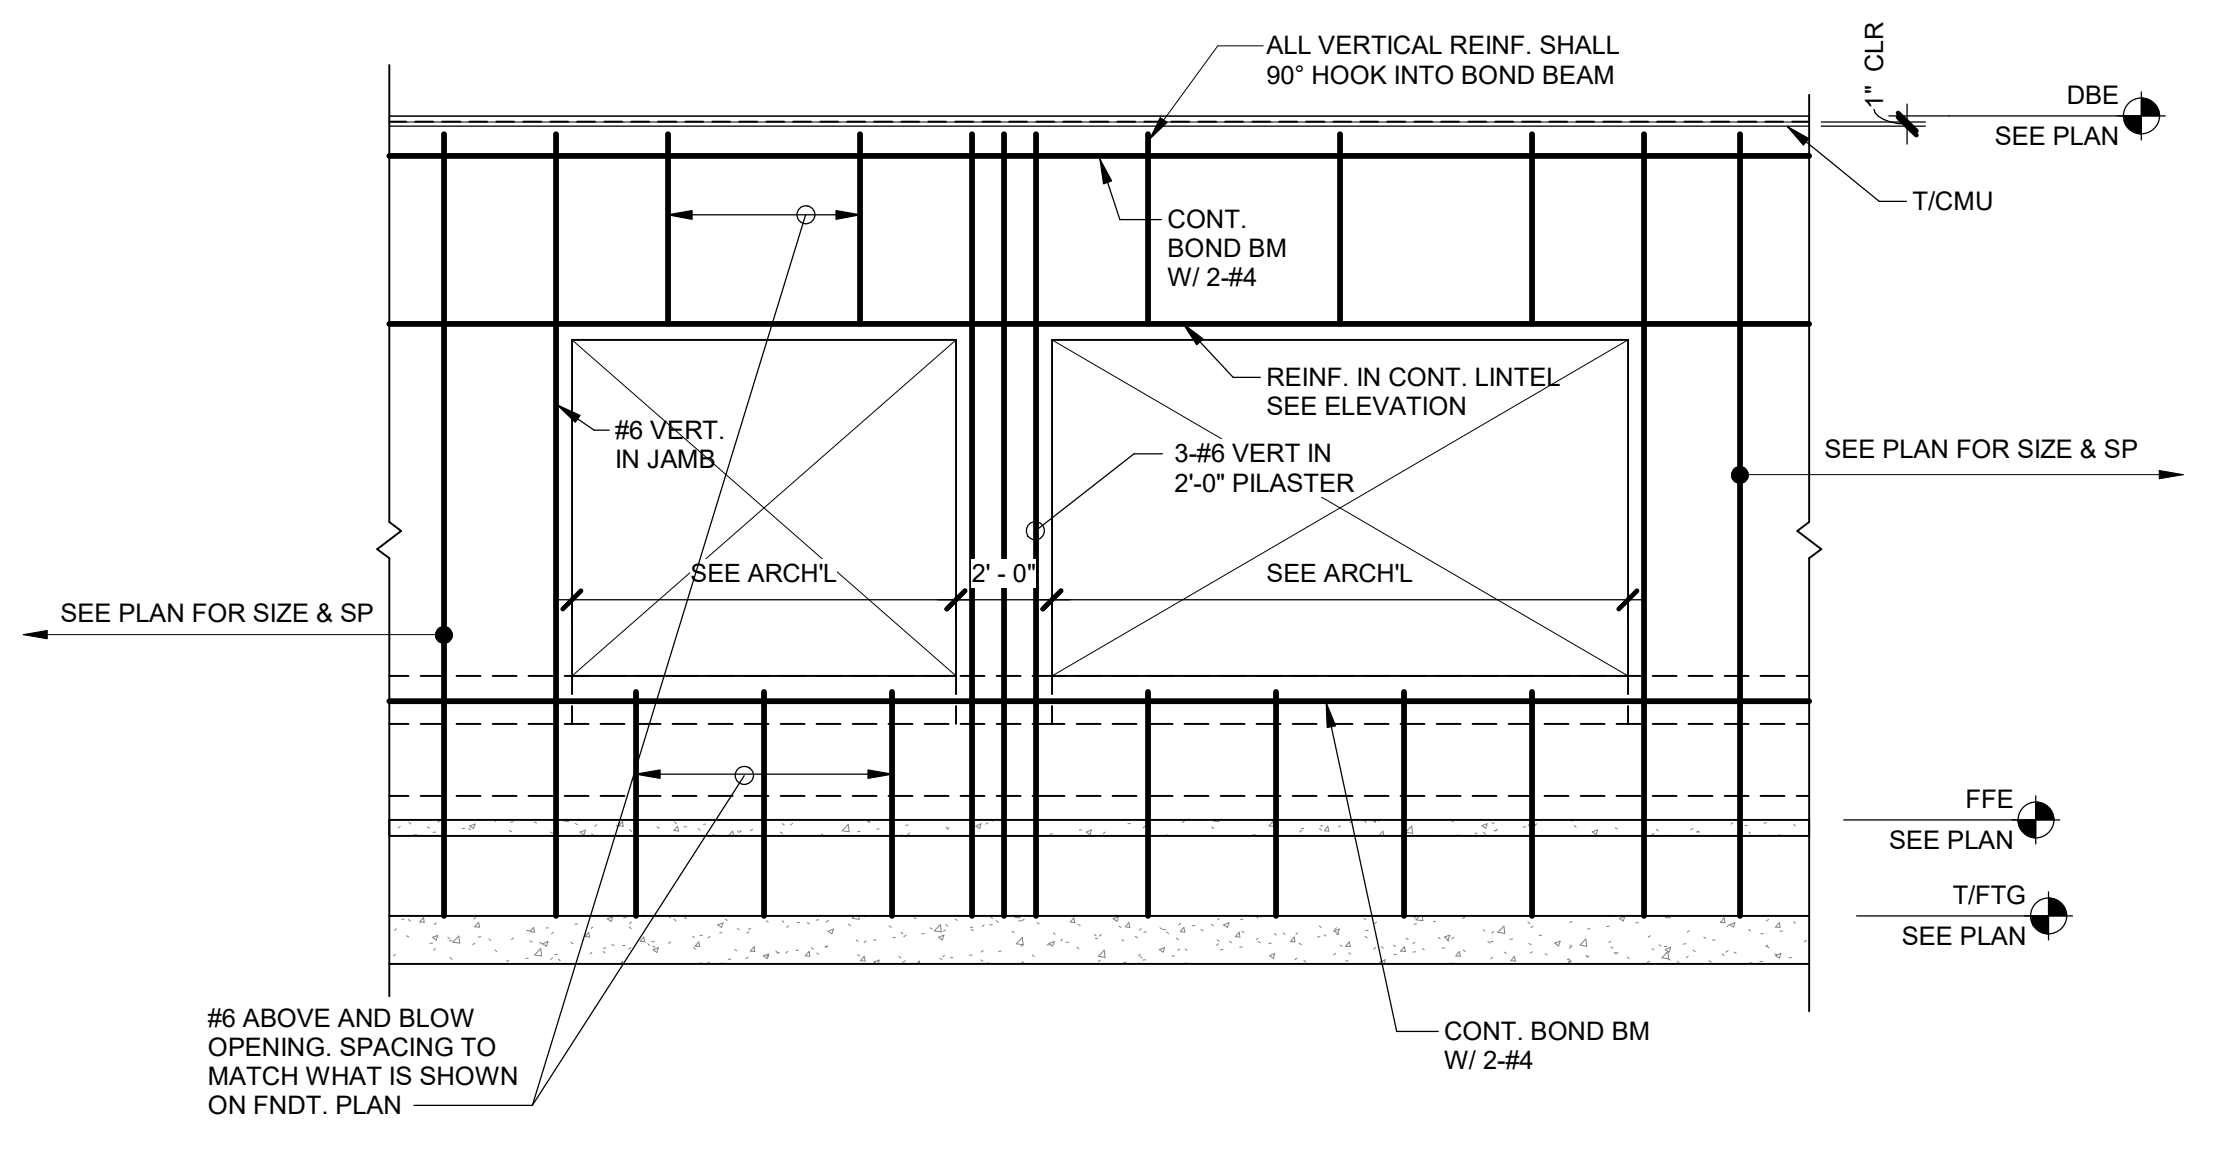 ALL VERTICAL REINF. SHALL
90° HOOK INTO BOND BEAM
1" CLR
DBE
SEE PLAN
T/CMU
CONT.
BOND BM
W/ 2-#4
REINF. IN CONT. LINTEL
SEE ELEVATION
#6 VERT.
IN JAMB
3-#6 VERT IN
2'-0" PILASTER
SEE PLAN FOR SIZE & SP
SEE ARCH'L
2' - 0"
SEE ARCH'L
SEE PLAN FOR SIZE & SP
FFE
SEE PLAN
T/FTG
SEE PLAN
#6 ABOVE AND BLOW
OPENING. SPACING TO
MATCH WHAT IS SHOWN
ON FNDT. PLAN
CONT. BOND BM
W/ 2-#4